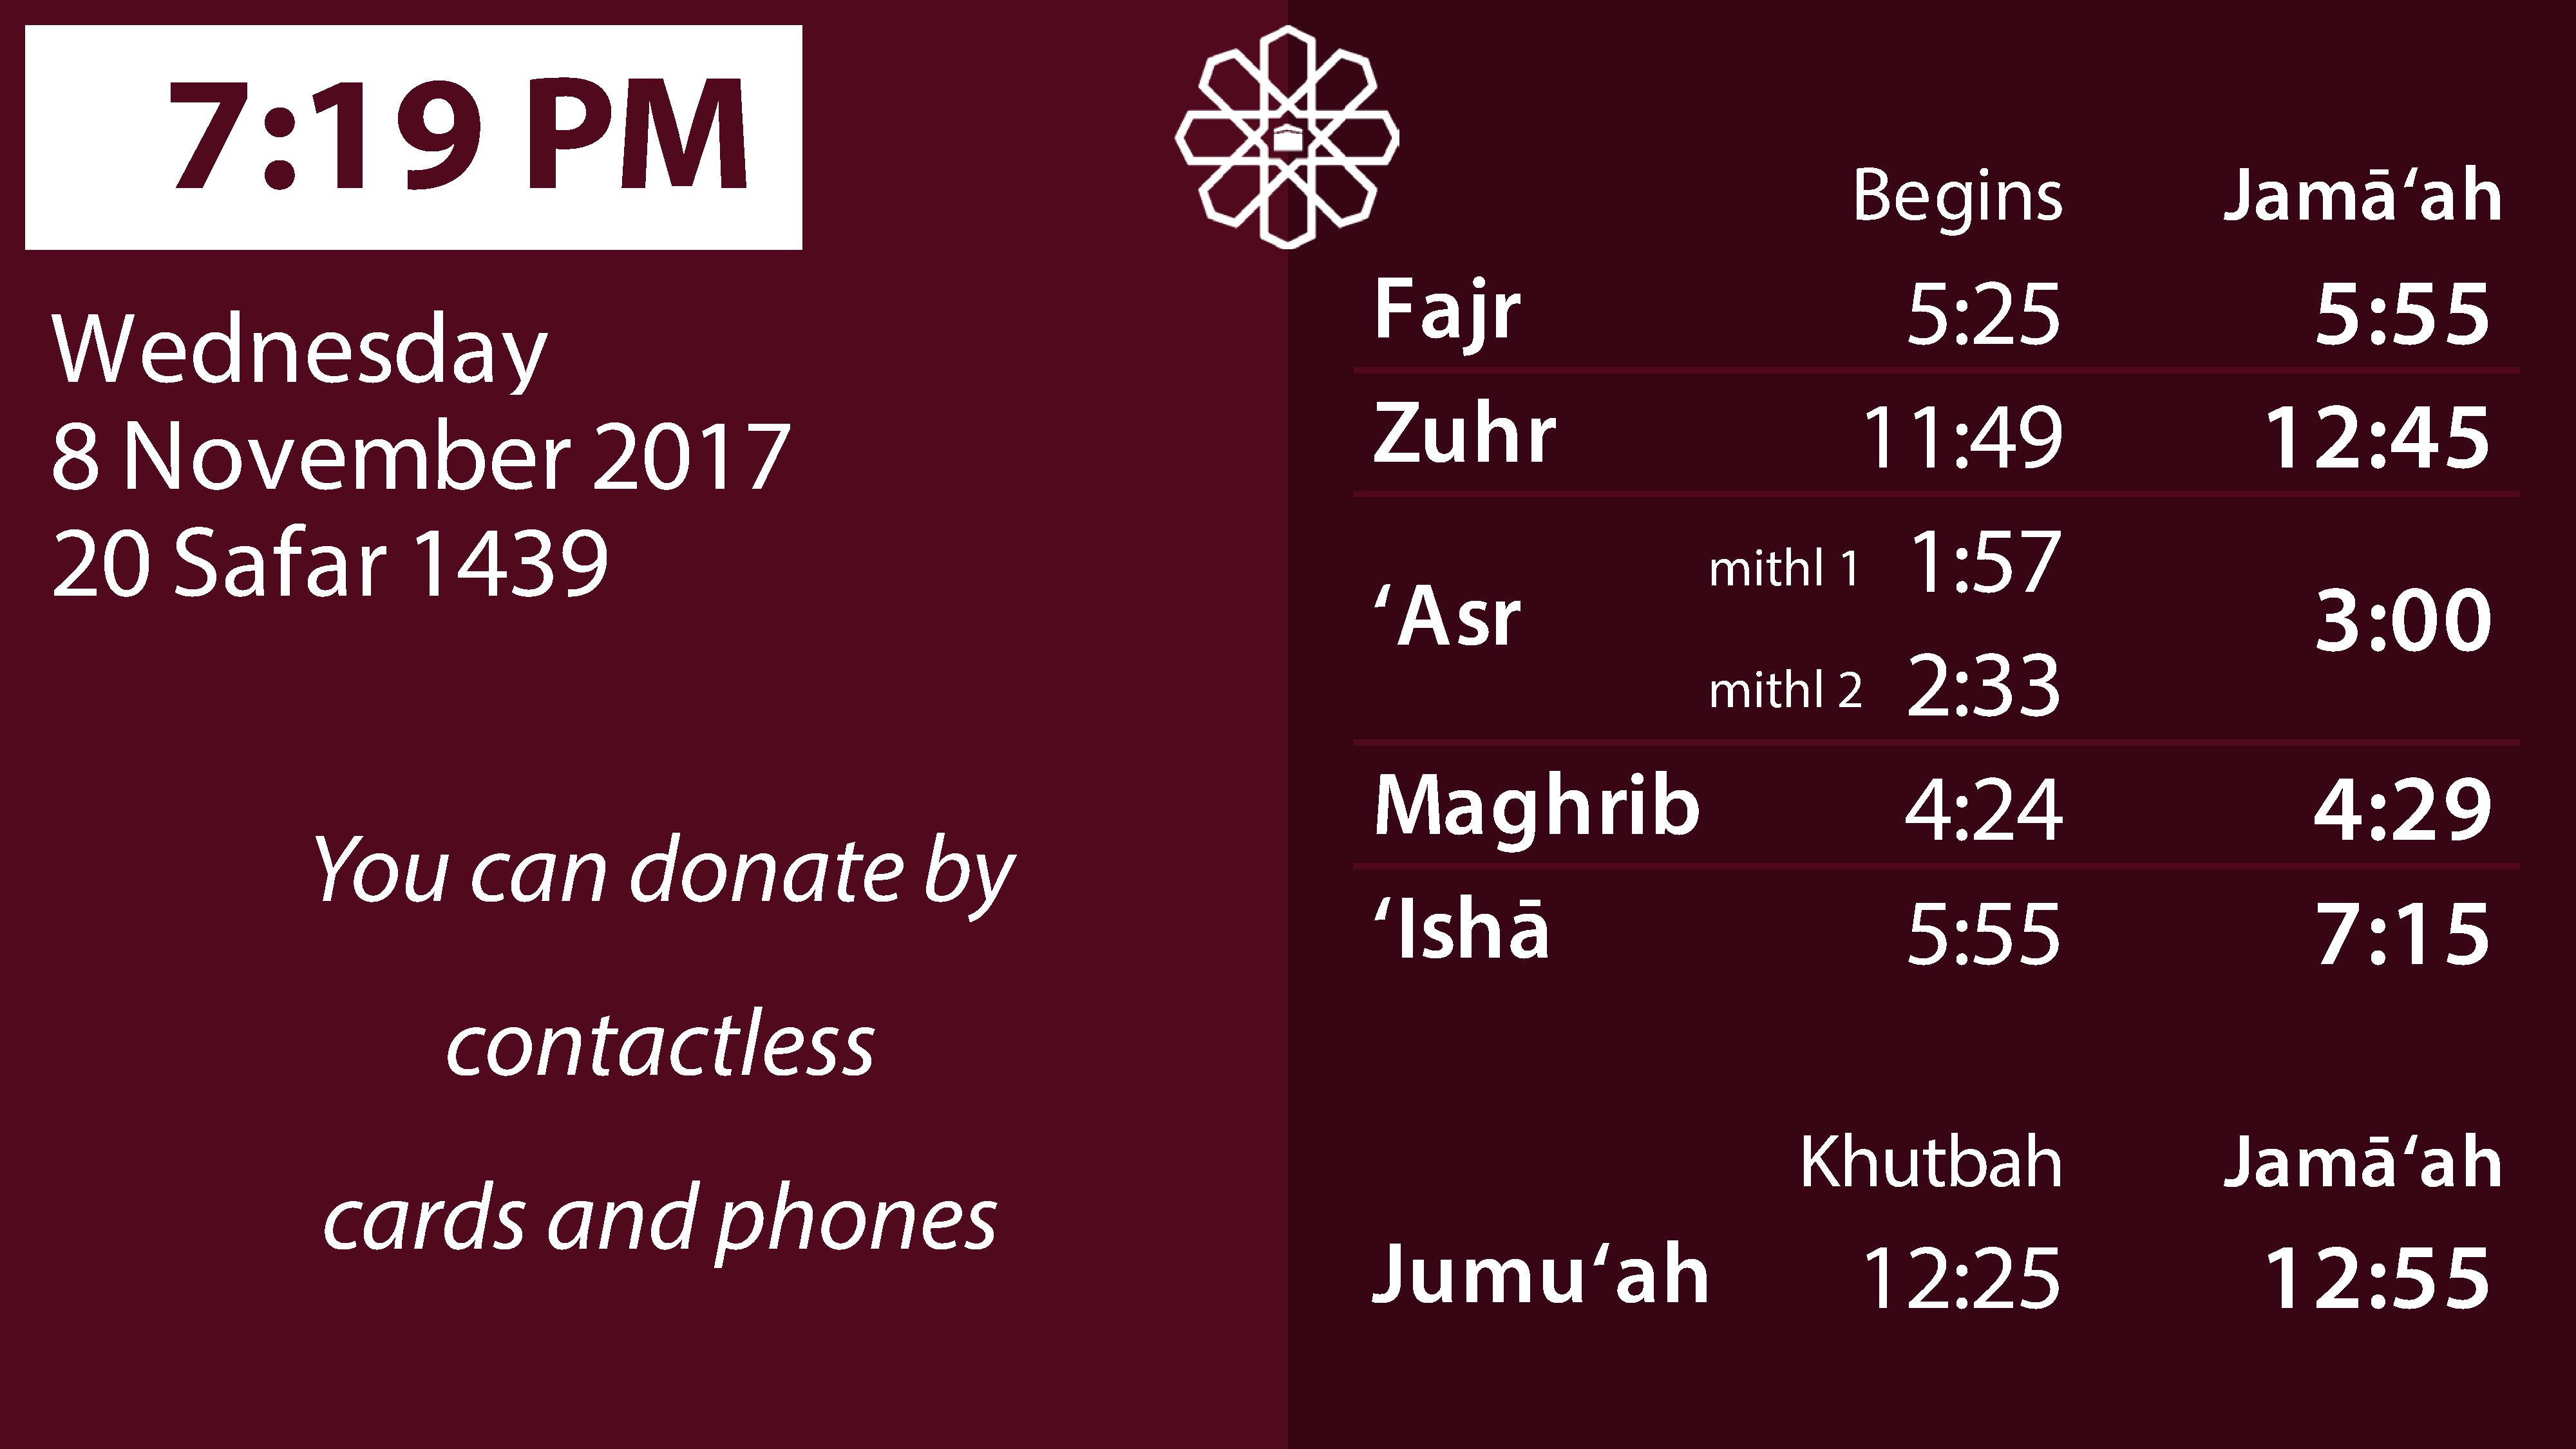 7:19 PM
Wednesday
8 November 2017
20 Safar 1439
You can donate by
contactless
cards and phones
Begins Jamā‘ah
Fajr 5:25 5:55
Zuhr 11:49 12:45
mithl 1 1:57
‘Asr 3:00
mithl 2 2:33
Maghrib 4:24 4:29
‘Ishā 5:55 7:15
Khutbah Jamā‘ah
Jumu‘ah 12:25 12:55